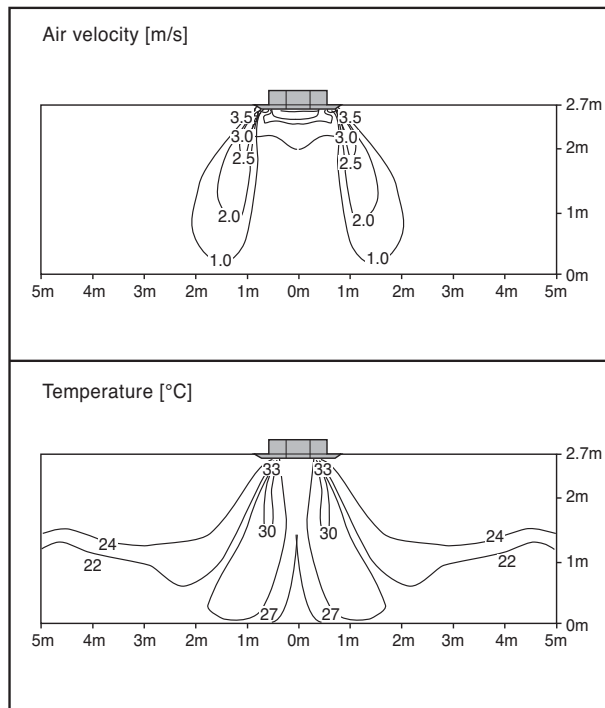 Air velocity [m/s]
2.7m
3.5 3.5
3.0 3.0
2m
2.5 2.5
2.0 2.0
1m
1.0 1.0
0m
5m 4m 3m 2m 1m 0m 1m 2m 3m 4m 5m
Temperature [°C]
2.7m
33 33
2m
30 30
24 24
22 22
1m
27 27
0m
5m 4m 3m 2m 1m 0m 1m 2m 3m 4m 5m